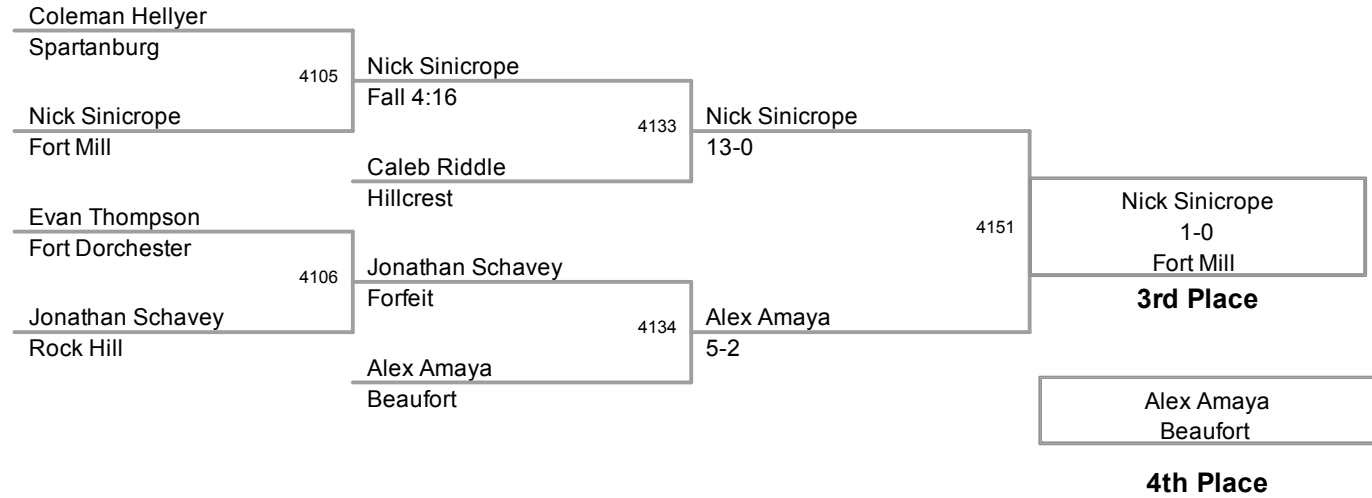 Coleman Hellyer
Spartanburg
4105
Nick Sinicrope
Fall 4:16
Nick Sinicrope
Fort Mill
4133
Nick Sinicrope
13-0
Caleb Riddle
Hillcrest
Evan Thompson
Fort Dorchester
4151
Nick Sinicrope
1-0
Fort Mill
3rd Place
4106
Jonathan Schavey
Forfeit
Jonathan Schavey
Rock Hill
4134
Alex Amaya
5-2
Alex Amaya
Beaufort
Alex Amaya
Beaufort
4th Place